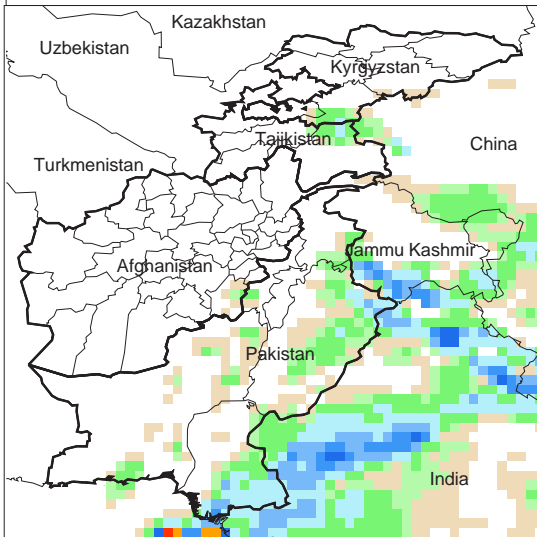 Kazakhstan
Uzbekistan
Kyrgyzstan
Tajikistan
China
Turkmenistan
Jammu Kashmir
Afghanistan
Pakistan
India